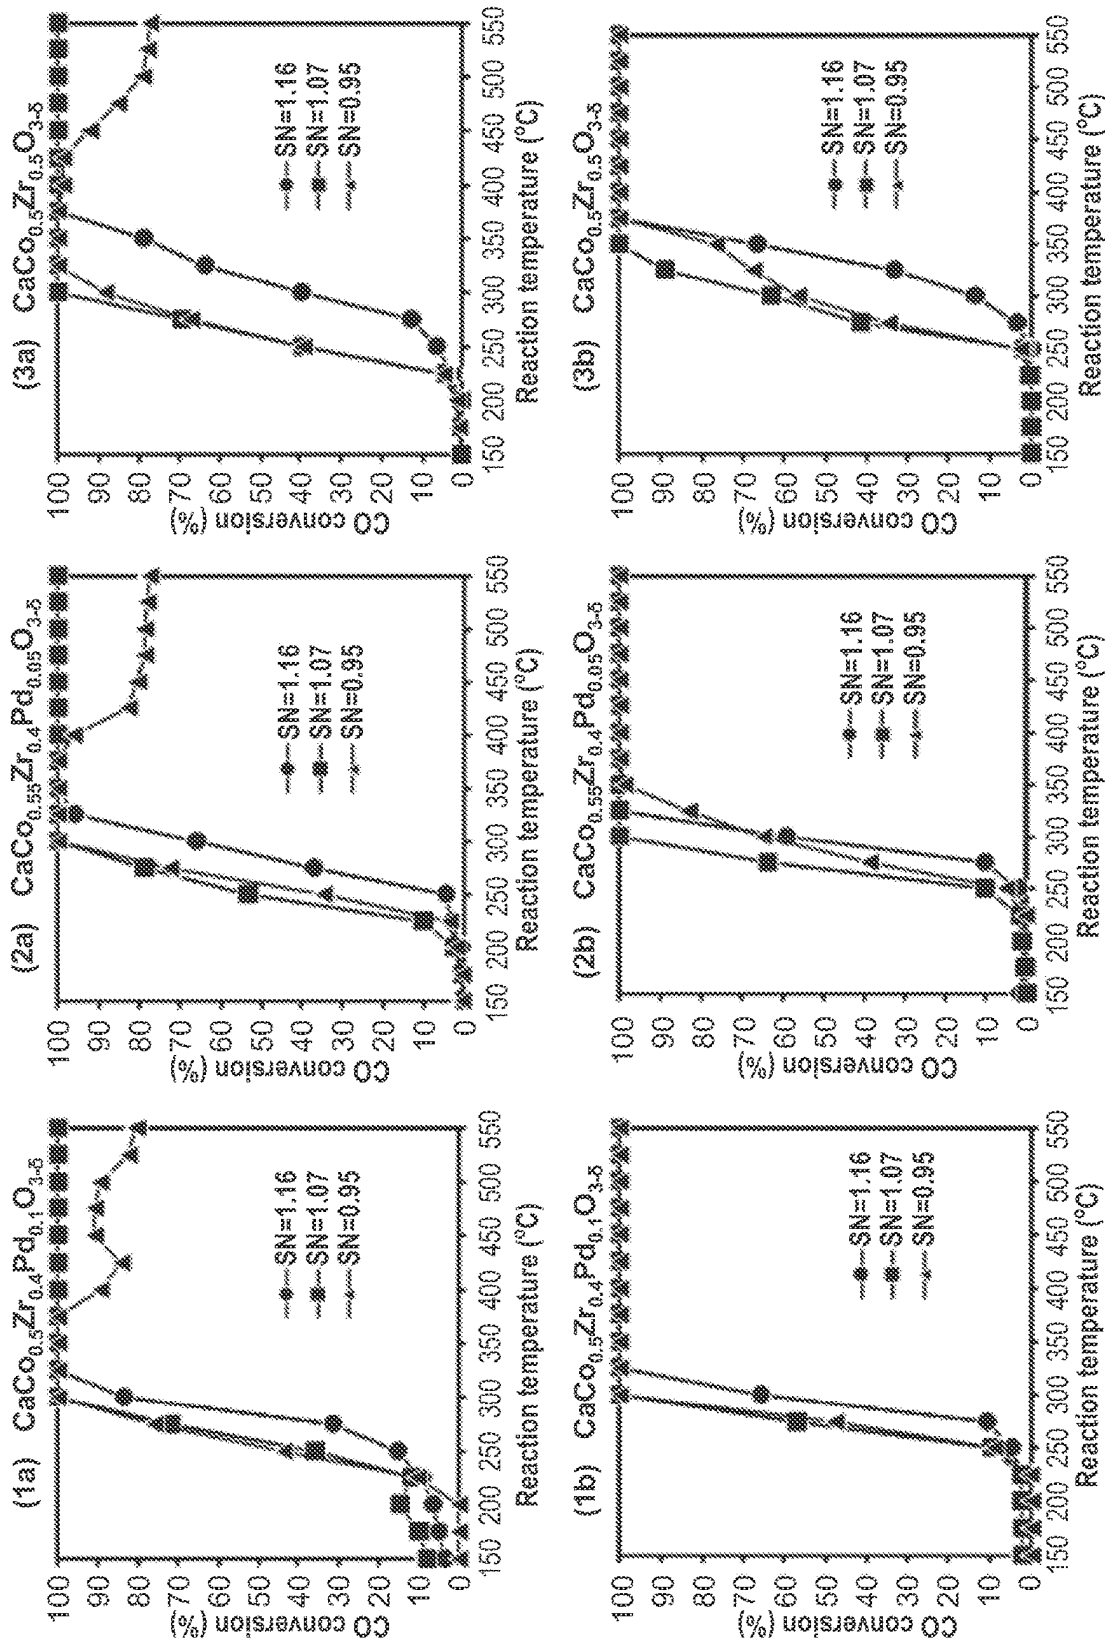 (1a) CaCo0.5Zr0.4Pd0.1O3-δ
CO conversion (%)
100
90
80
70
60
50
40
30
20
10
0
SN=1.16
SN=1.07
SN=0.95
150 200 250 300 350 400 450 500 550
Reaction temperature (°C)
(2a) CaCo0.55Zr0.4Pd0.05O3-δ
CO conversion (%)
100
90
80
70
60
50
40
30
20
10
0
SN=1.16
SN=1.07
SN=0.95
150 200 250 300 350 400 450 500 550
Reaction temperature (°C)
(3a) CaCo0.5Zr0.5O3-δ
CO conversion (%)
100
90
80
70
60
50
40
30
20
10
0
SN=1.16
SN=1.07
SN=0.95
150 200 250 300 350 400 450 500 550
Reaction temperature (°C)
(1b) CaCo0.5Zr0.4Pd0.1O3-δ
CO conversion (%)
100
90
80
70
60
50
40
30
20
10
0
SN=1.16
SN=1.07
SN=0.95
150 200 250 300 350 400 450 500 550
Reaction temperature (°C)
(2b) CaCo0.55Zr0.4Pd0.05O3-δ
CO conversion (%)
100
90
80
70
60
50
40
30
20
10
0
SN=1.16
SN=1.07
SN=0.95
150 200 250 300 350 400 450 500 550
Reaction temperature (°C)
(3b) CaCo0.5Zr0.5O3-δ
CO conversion (%)
100
90
80
70
60
50
40
30
20
10
0
SN=1.16
SN=1.07
SN=0.95
150 200 250 300 350 400 450 500 550
Reaction temperature (°C)